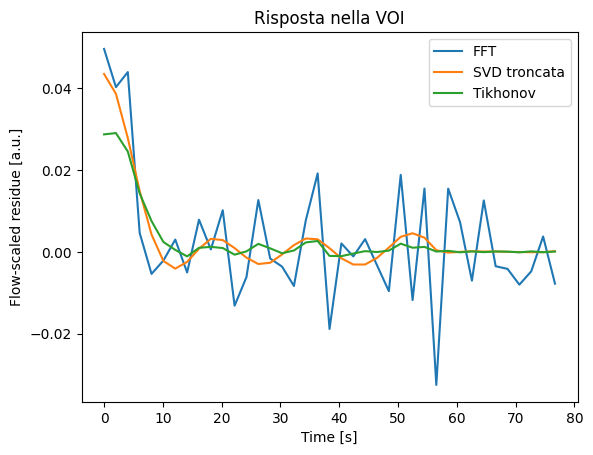 Risposta nella VOI
FFT
SVD troncata
Tikhonov
Flow-scaled residue [a.u.]
0.04
0.02
0.00
−0.02
0 10 20 30 40 50 60 70 80
Time [s]